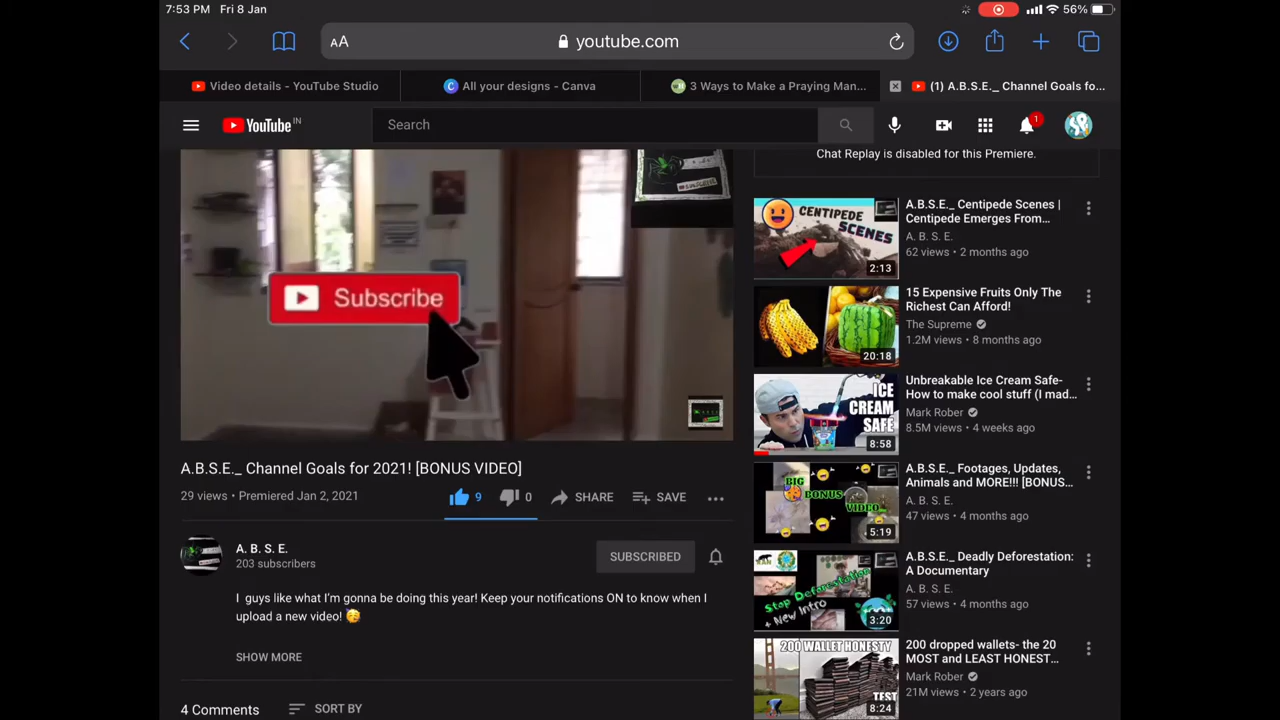 7:53 PM Fri 8 Jan 56%
AA youtube.com
Video details - YouTube Studio
All your designs - Canva
3 Ways to Make a Praying Man...
(1) A.B.S.E._ Channel Goals fo...
YouTube IN
Search
1
Chat Replay is disabled for this Premiere.
Subscribe
A.B.S.E._ Channel Goals for 2021! [BONUS VIDEO]
29 views • Premiered Jan 2, 2021
9 0 SHARE SAVE
A. B. S. E.
203 subscribers
SUBSCRIBED
I guys like what I'm gonna be doing this year! Keep your notifications ON to know when I
upload a new video! 🥳
SHOW MORE
4 Comments SORT BY
CENTIPEDE
SCENES
2:13
A.B.S.E._ Centipede Scenes |
Centipede Emerges From...
A. B. S. E.
62 views • 2 months ago
20:18
15 Expensive Fruits Only The
Richest Can Afford!
The Supreme
1.2M views • 8 months ago
ICE
CREAM
SAFE
8:58
Unbreakable Ice Cream Safe-
How to make cool stuff (I mad...
Mark Rober
8.5M views • 4 weeks ago
BIG
BONUS
VIDEO
5:19
A.B.S.E._ Footages, Updates,
Animals and MORE!!! [BONUS...
A. B. S. E.
47 views • 4 months ago
Stop Deforestation
+ New Intro
3:20
A.B.S.E._ Deadly Deforestation:
A Documentary
A. B. S. E.
57 views • 4 months ago
200 WALLET HONESTY
TEST
8:24
200 dropped wallets- the 20
MOST and LEAST HONEST...
Mark Rober
21M views • 2 years ago